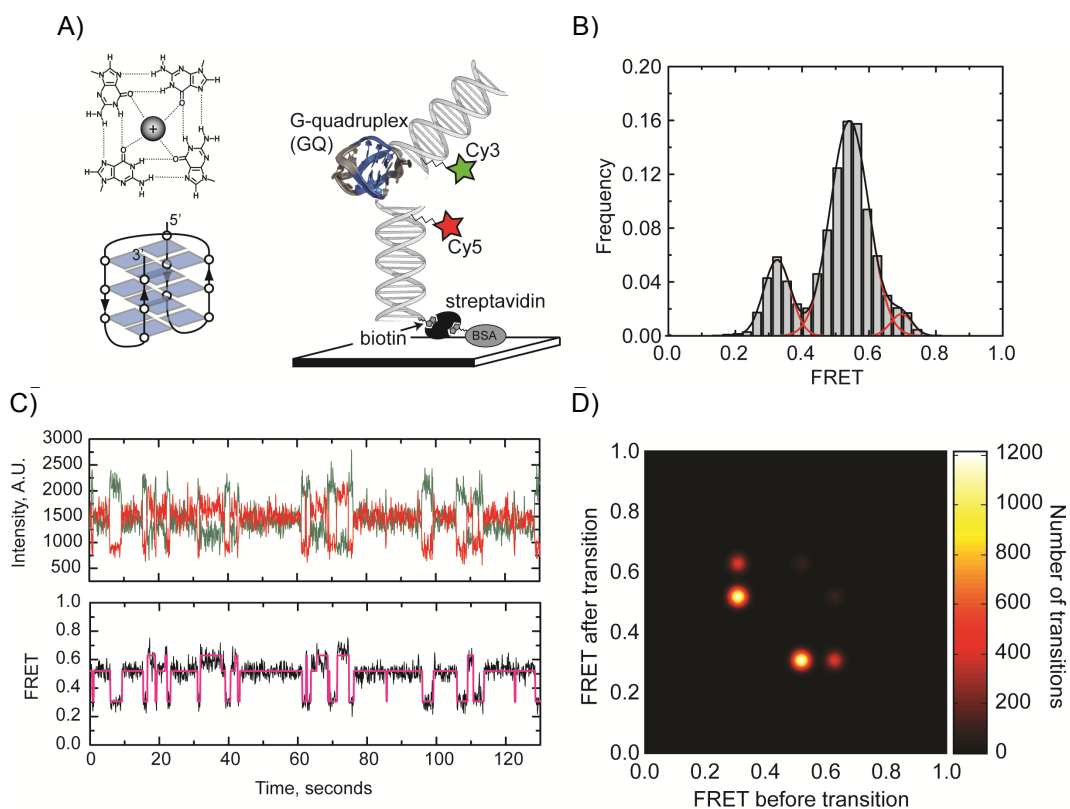 A)
H
N
N
H
N
N
N
N
N
O
N
H
O
N
N
H
+
H
O
O
N
H
N
N
H
5'
3'
G-quadruplex
(GQ)
Cy3
Cy5
streptavidin
biotin
BSA
B)
0.20
0.16
0.12
0.08
0.04
0.00
Frequency
0.0 0.2 0.4 0.6 0.8 1.0
FRET
C)
3000
2500
2000
1500
1000
500
Intensity, A.U.
1.0
0.8
0.6
0.4
0.2
0.0
FRET
0 20 40 60 80 100 120
Time, seconds
D)
1.0
0.8
0.6
0.4
0.2
0.0
FRET after transition
0.0 0.2 0.4 0.6 0.8 1.0
FRET before transition
1200
1000
800
600
400
200
0
Number of transitions